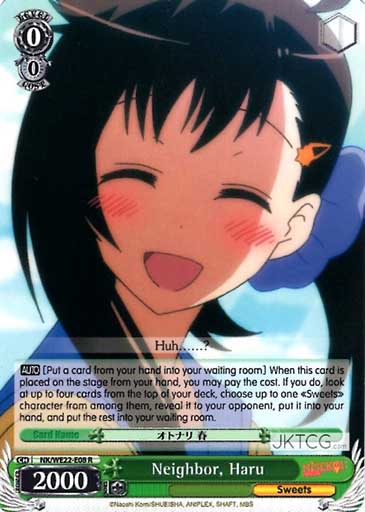 LEVEL
0
0
COST
Huh……?
AUTO [Put a card from your hand into your waiting room] When this card is
placed on the stage from your hand, you may pay the cost. If you do, look
at up to four cards from the top of your deck, choose up to one «Sweets»
character from among them, reveal it to your opponent, put it into your
hand, and put the rest into your waiting room.
Card Name
オトナリ 春
JKTCG.com
CH NK/WE22-E08 R
Neighbor, Haru
NISEKOI
POWER
2000
Sweets
©Naoshi Komi/SHUEISHA, ANIPLEX, SHAFT, MBS